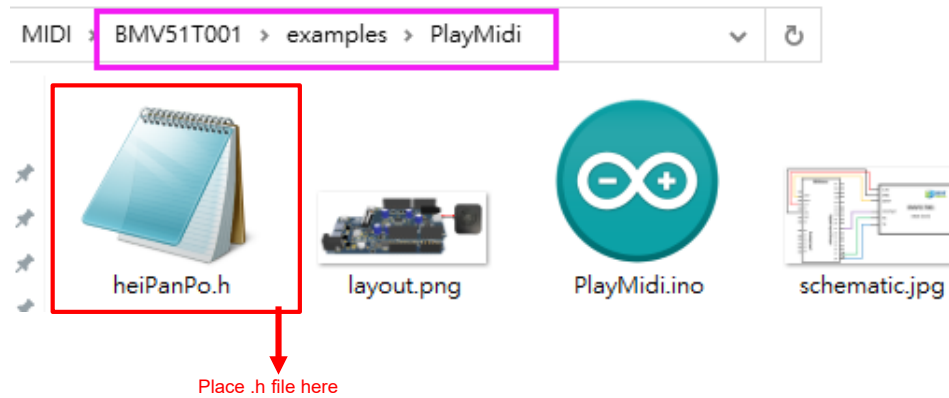 MIDI > BMV51T001 > examples > PlayMidi
heiPanPo.h
layout.png
PlayMidi.ino
schematic.jpg
Place .h file here